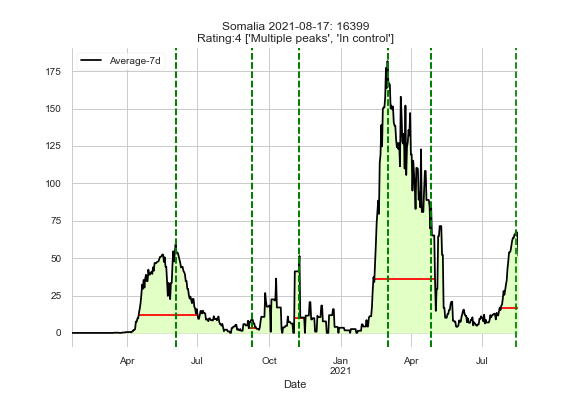 Somalia 2021-08-17: 16399
Rating:4 ['Multiple peaks', 'In control']
Average-7d
175
150
125
100
75
50
25
0
Apr
Jul
Oct
Jan
2021
Apr
Jul
Date